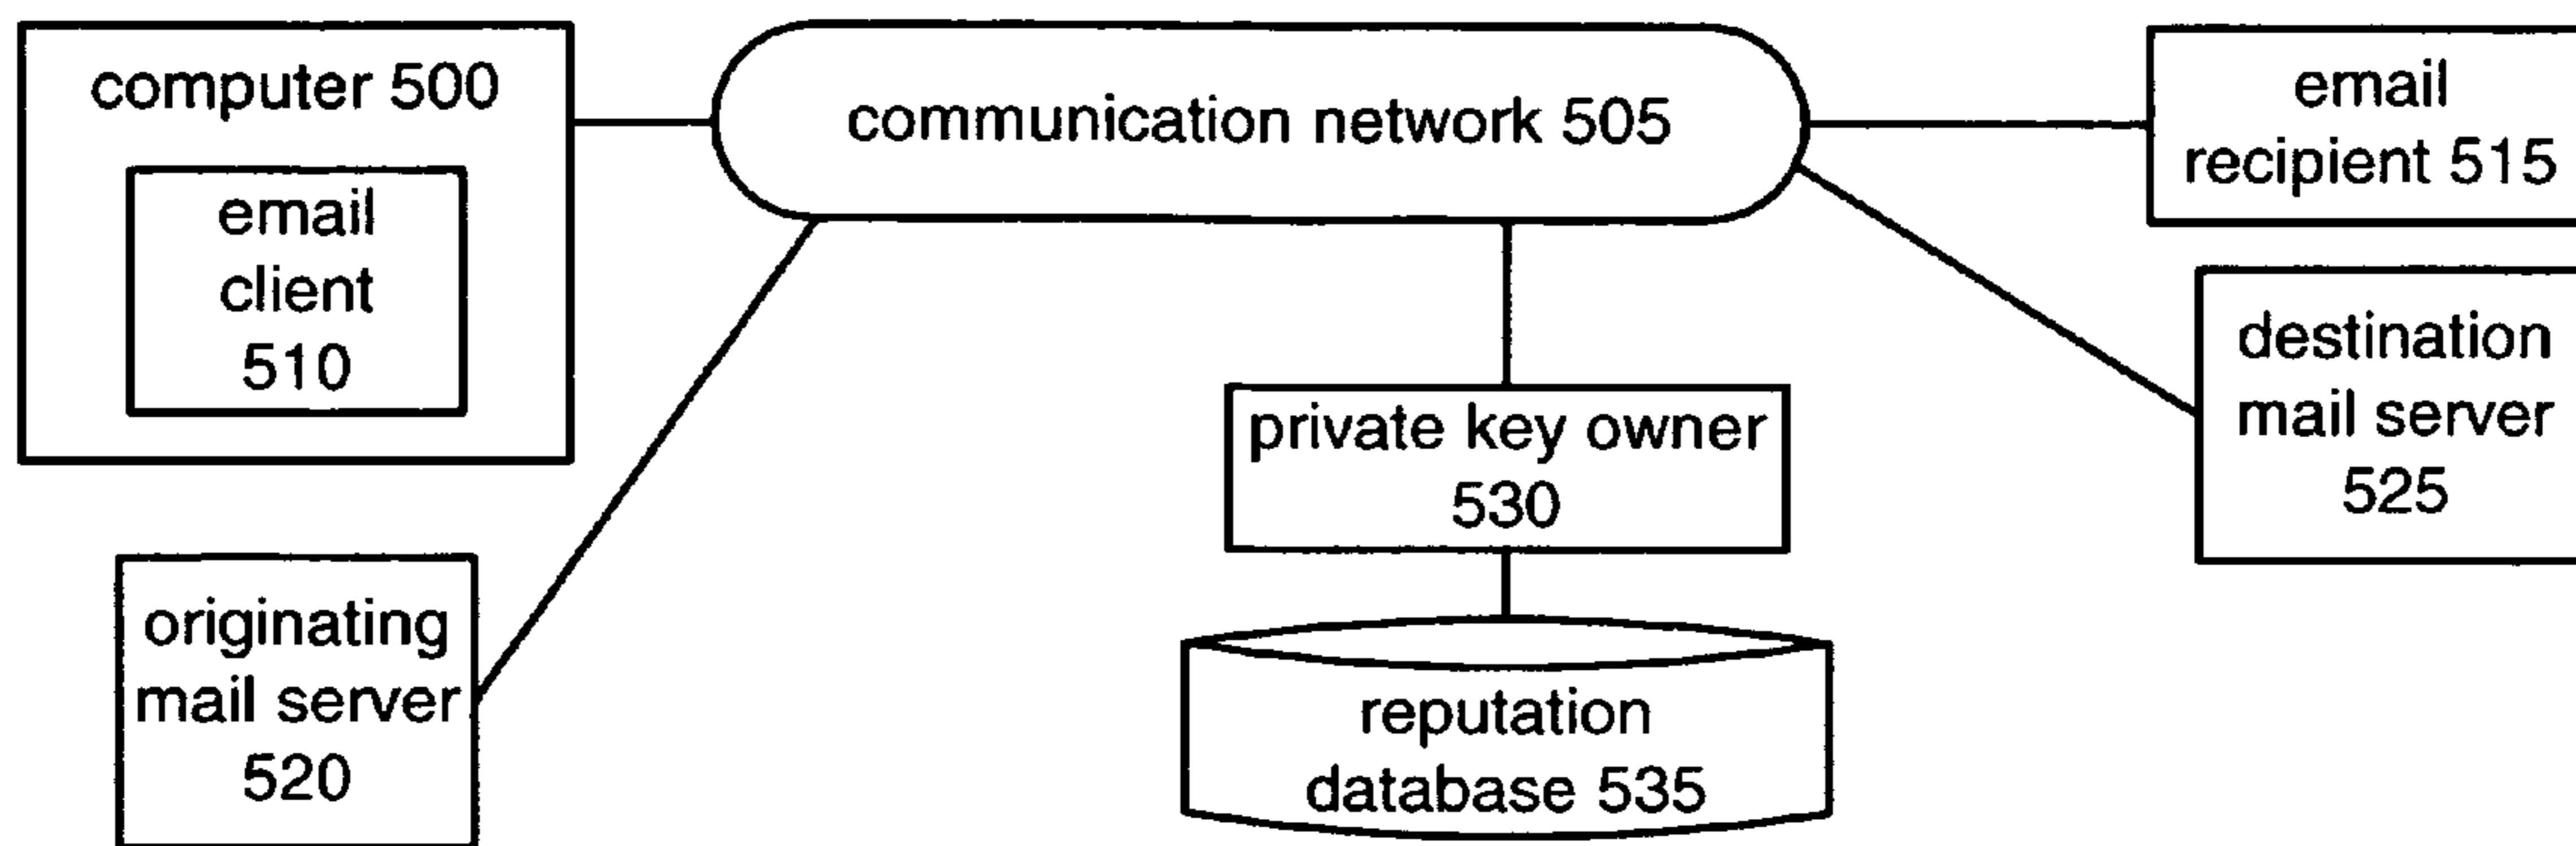 computer 500
email
client
510
communication network 505
email
recipient 515
destination
mail server
525
private key owner
530
originating
mail server
520
reputation
database 535